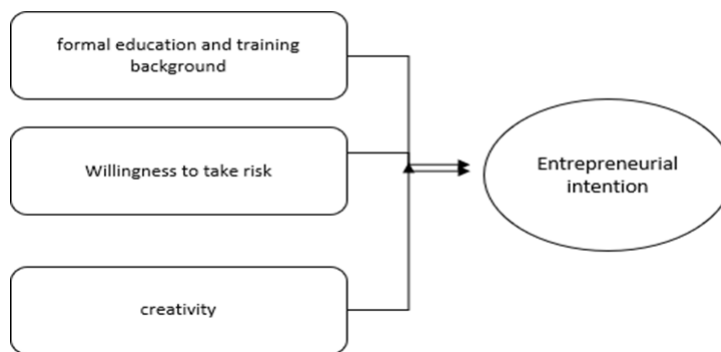 formal education and training
background
Willingness to take risk
Entrepreneurial
intention
creativity